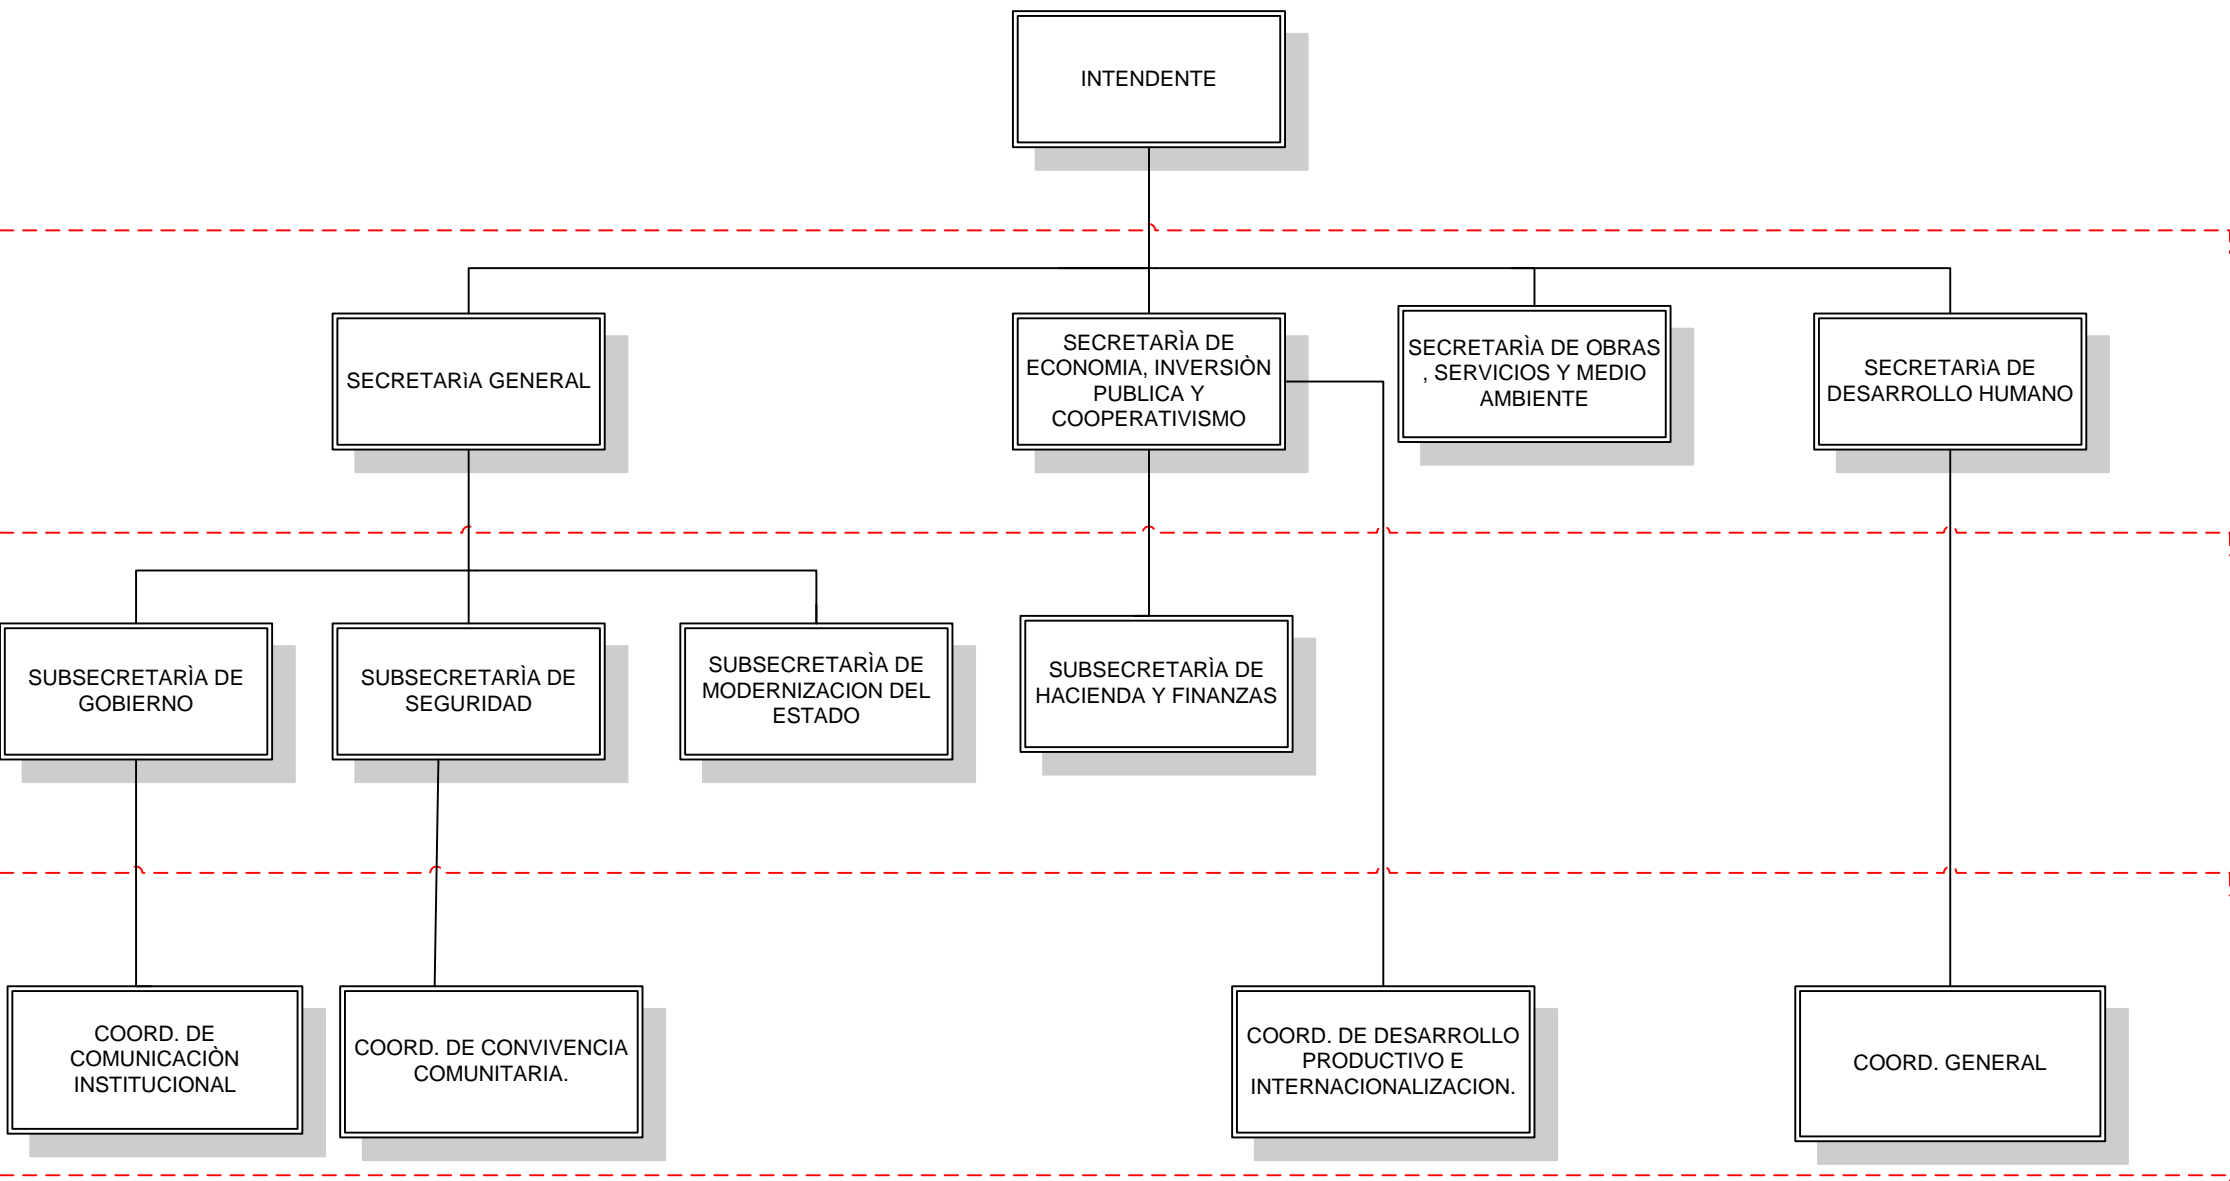 INTENDENTE
SECRETARìA GENERAL
SECRETARÌA DE
ECONOMIA, INVERSIÒN
PUBLICA Y
COOPERATIVISMO
SECRETARÌA DE OBRAS
, SERVICIOS Y MEDIO
AMBIENTE
SECRETARìA DE
DESARROLLO HUMANO
SUBSECRETARÌA DE
GOBIERNO
SUBSECRETARÌA DE
SEGURIDAD
SUBSECRETARÌA DE
MODERNIZACION DEL
ESTADO
SUBSECRETARÌA DE
HACIENDA Y FINANZAS
COORD. DE
COMUNICACIÒN
INSTITUCIONAL
COORD. DE CONVIVENCIA
COMUNITARIA.
COORD. DE DESARROLLO
PRODUCTIVO E
INTERNACIONALIZACION.
COORD. GENERAL